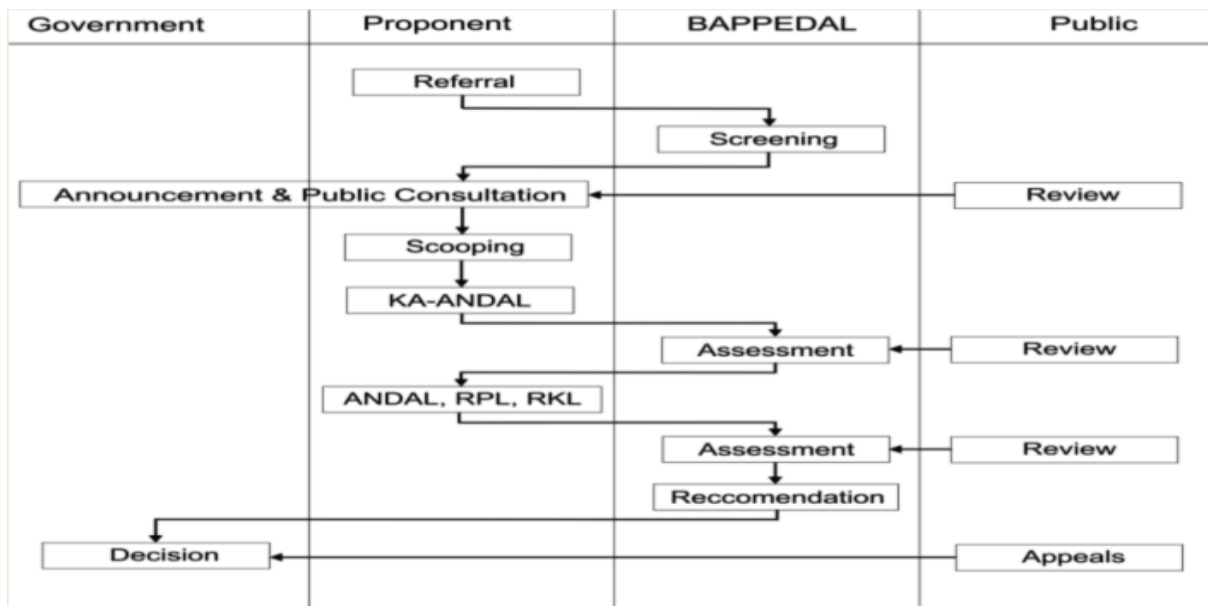 Government Proponent BAPPEDAL Public
Referral
Screening
Announcement & Public Consultation Review
Scooping
KA-ANDAL
Assessment Review
ANDAL, RPL, RKL
Assessment Review
Reccomendation
Decision Appeals